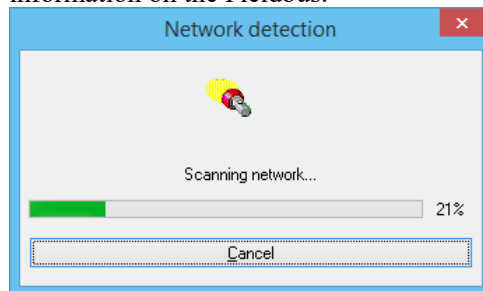 information on the Fieldbus.
Network detection
Scanning network...
21%
Cancel